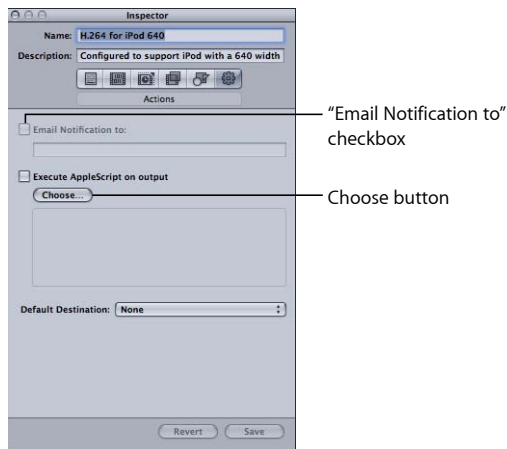 Inspector
Name: H.264 for iPod 640
Description: Configured to support iPod with a 640 width
Actions
Email Notification to:
"Email Notification to"
checkbox
Execute AppleScript on output
Choose...
Choose button
Default Destination: None
Revert Save